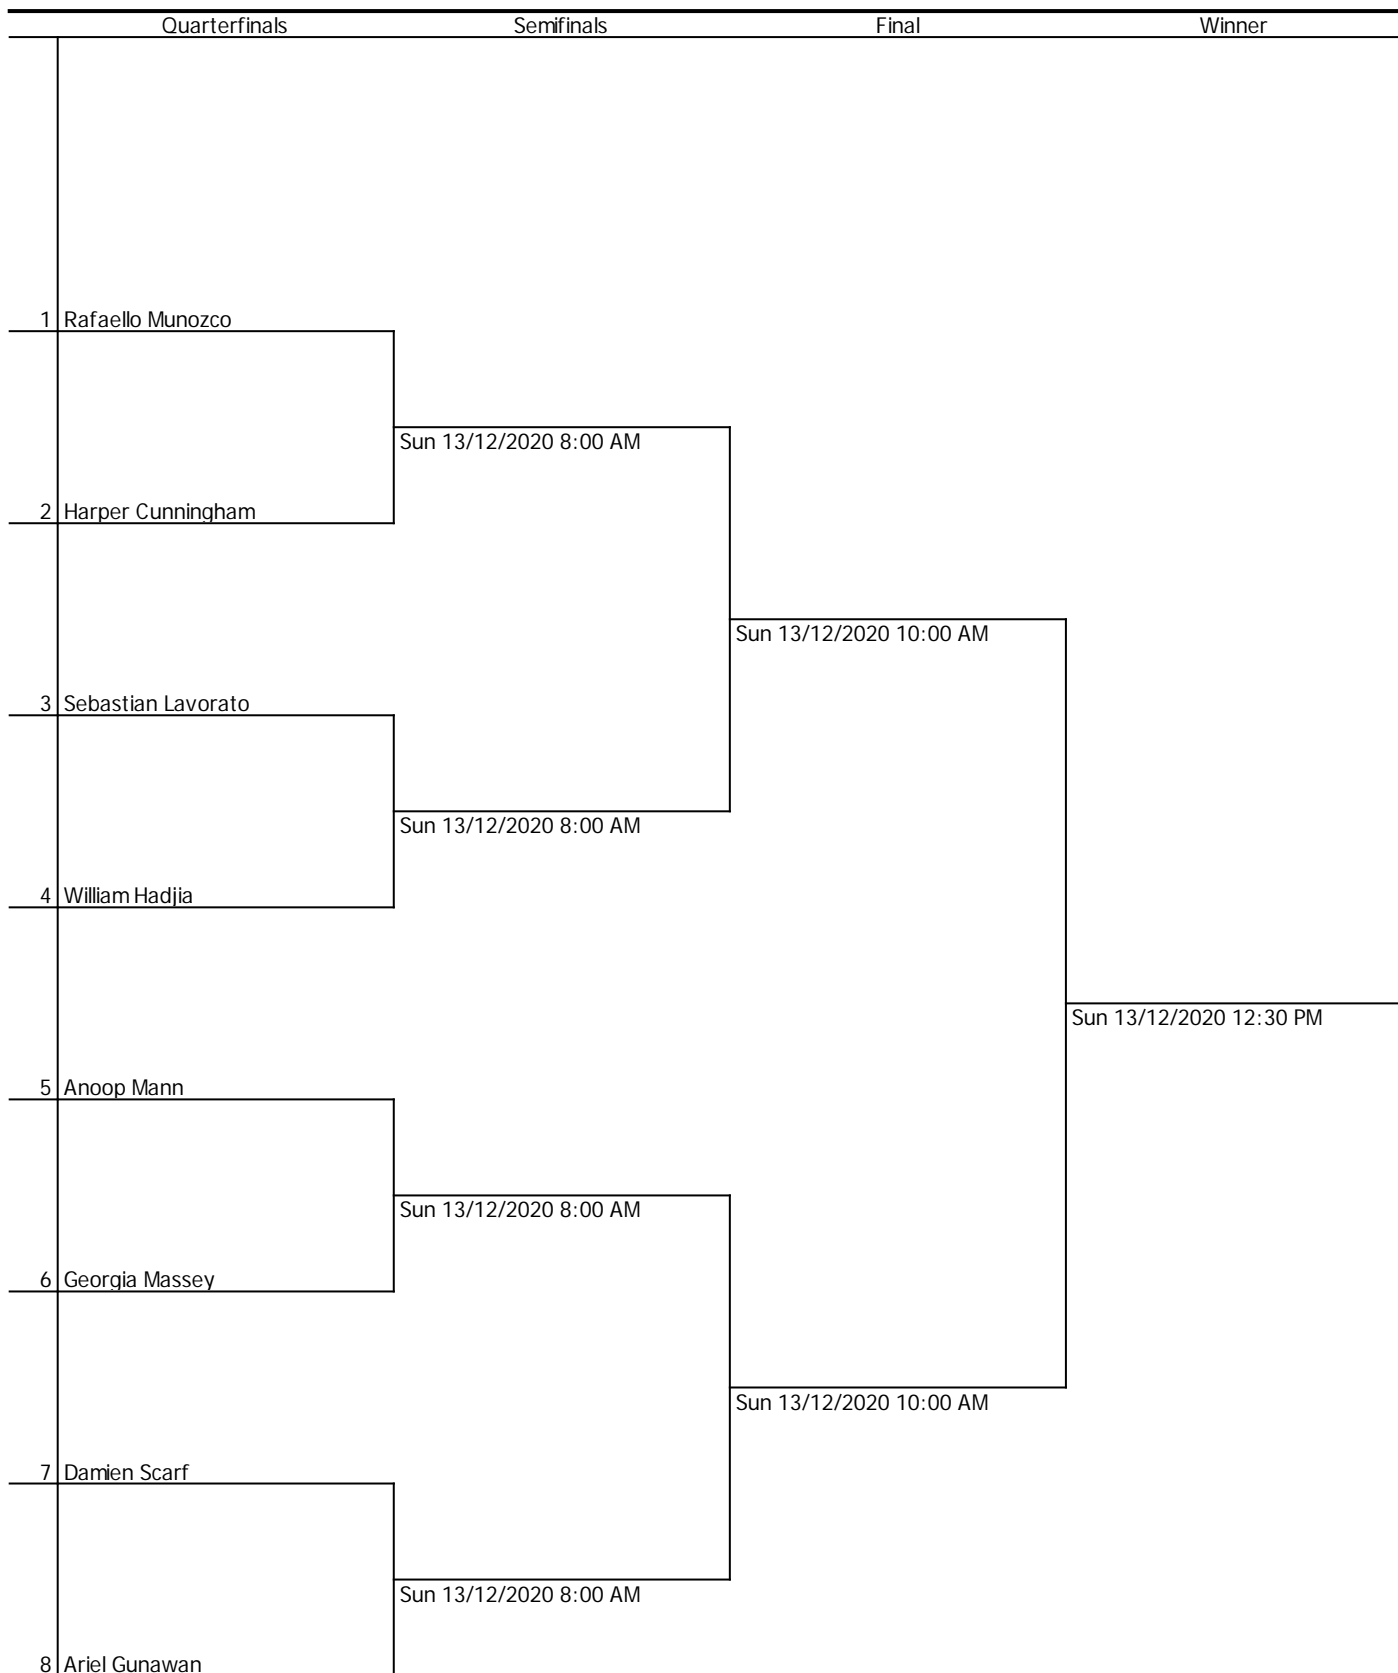 Quarterfinals Semifinals Final Winner
1 Rafaello Munozco
Sun 13/12/2020 8:00 AM
2 Harper Cunningham
Sun 13/12/2020 10:00 AM
3 Sebastian Lavorato
Sun 13/12/2020 8:00 AM
4 William Hadjia
Sun 13/12/2020 12:30 PM
5 Anoop Mann
Sun 13/12/2020 8:00 AM
6 Georgia Massey
Sun 13/12/2020 10:00 AM
7 Damien Scarf
Sun 13/12/2020 8:00 AM
8 Ariel Gunawan